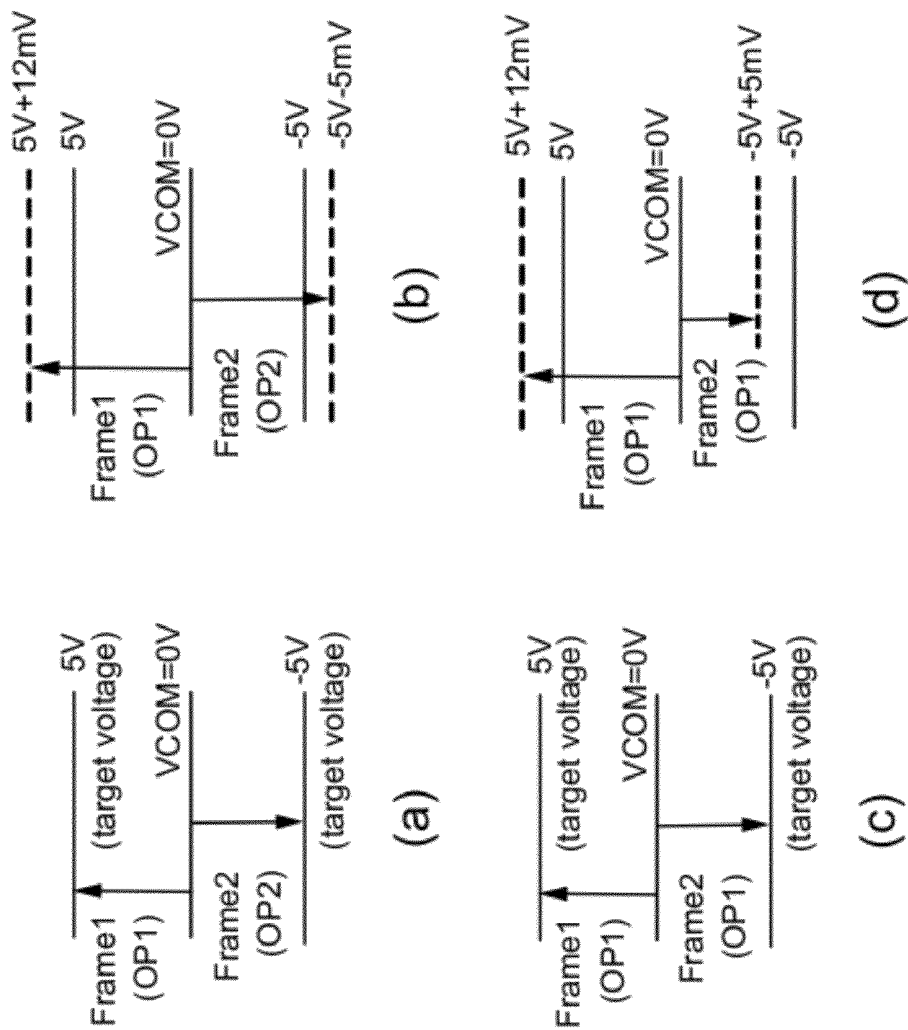 5V
Frame1
(OP1)
(target voltage)
VCOM=0V
Frame2
(OP2)
-5V
(target voltage)
(a)
5V+12mV
5V
Frame1
(OP1)
VCOM=0V
Frame2
(OP2)
-5V
-5V-5mV
(b)
5V
Frame1
(OP1)
(target voltage)
VCOM=0V
Frame2
(OP1)
-5V
(target voltage)
(c)
5V+12mV
5V
Frame1
(OP1)
VCOM=0V
Frame2
(OP1)
-5V+5mV
-5V
(d)